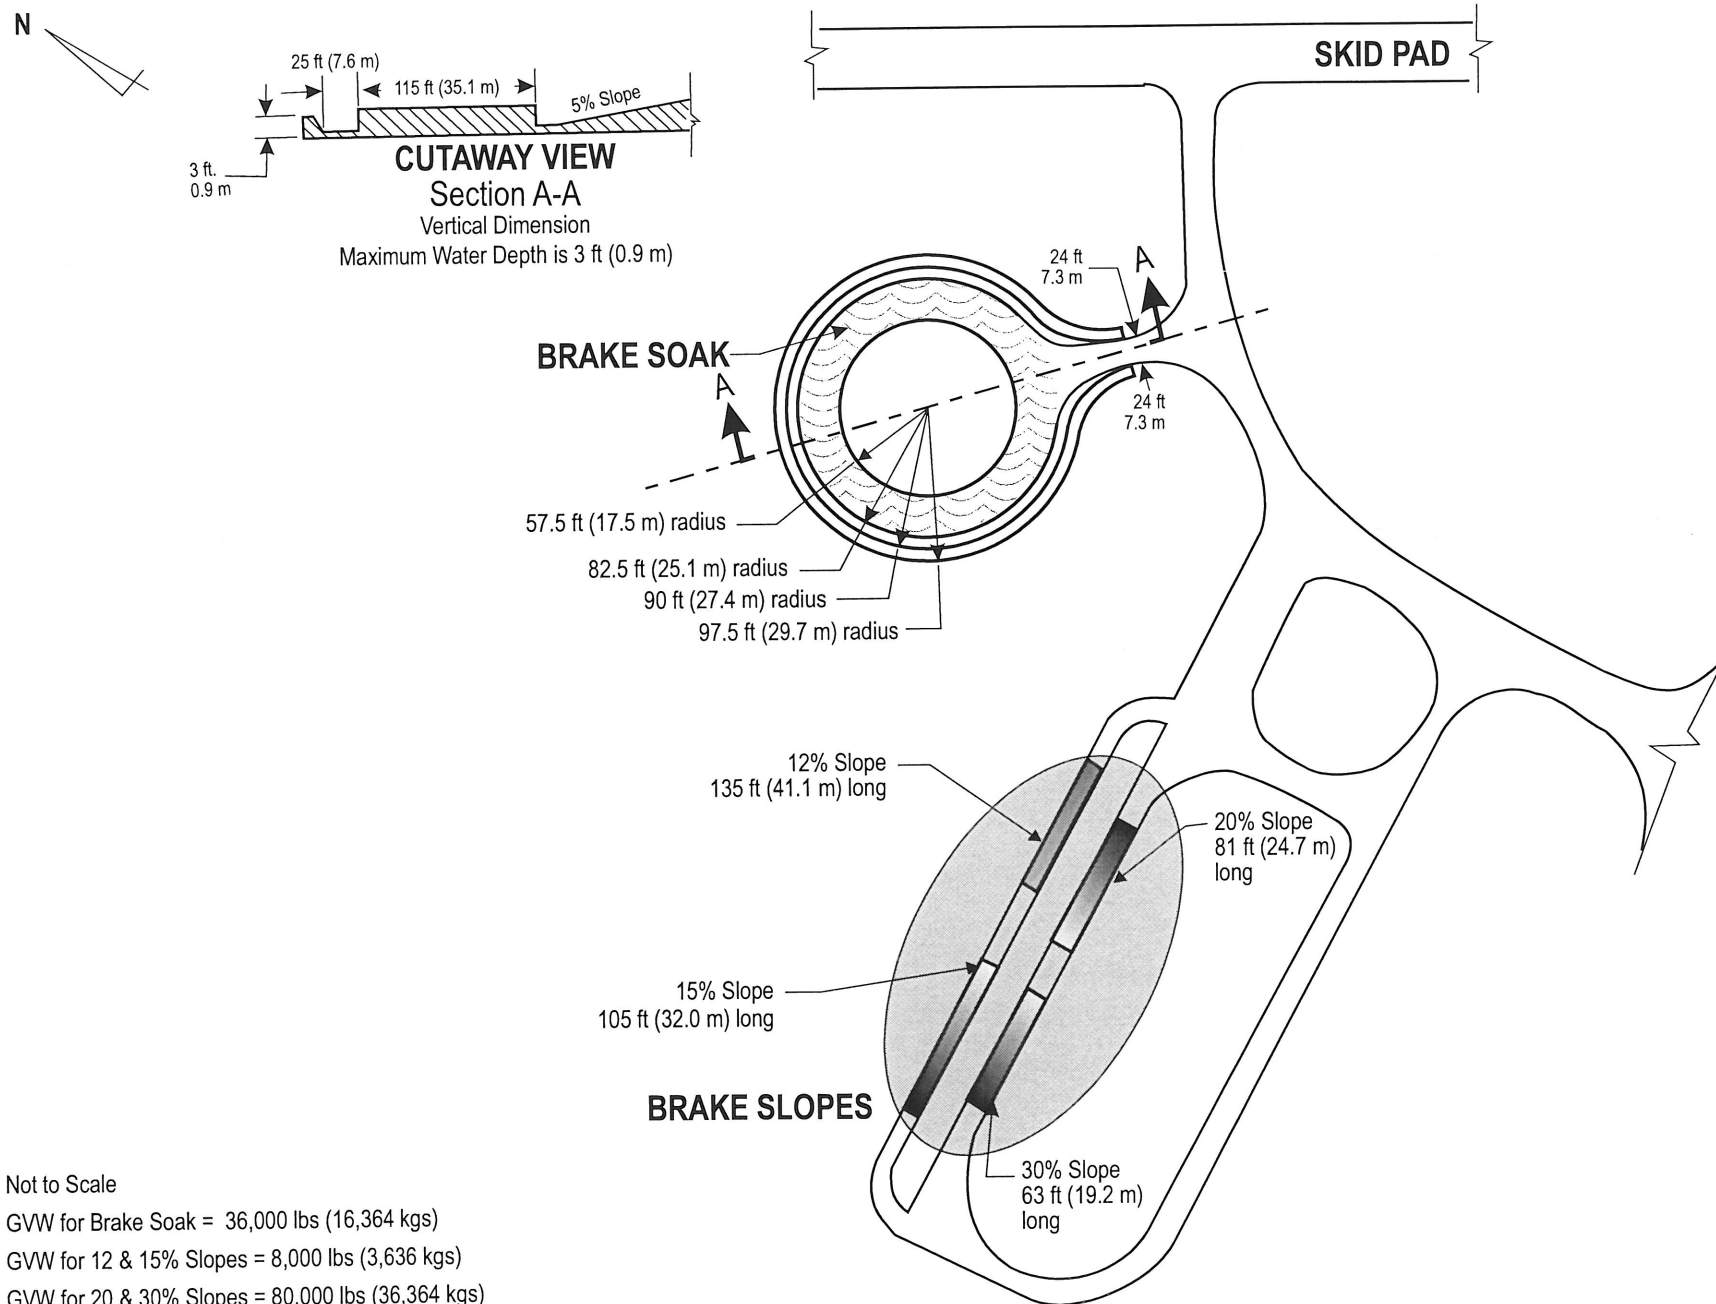 N
SKID PAD
25 ft (7.6 m)
115 ft (35.1 m)
5% Slope
3 ft.
0.9 m
CUTAWAY VIEW
Section A-A
Vertical Dimension
Maximum Water Depth is 3 ft (0.9 m)
24 ft
7.3 m
A
BRAKE SOAK
A
24 ft
7.3 m
57.5 ft (17.5 m) radius
82.5 ft (25.1 m) radius
90 ft (27.4 m) radius
97.5 ft (29.7 m) radius
12% Slope
135 ft (41.1 m) long
20% Slope
81 ft (24.7 m)
long
15% Slope
105 ft (32.0 m) long
BRAKE SLOPES
30% Slope
63 ft (19.2 m)
long
Not to Scale
GVW for Brake Soak = 36,000 lbs (16,364 kgs)
GVW for 12 & 15% Slopes = 8,000 lbs (3,636 kgs)
GVW for 20 & 30% Slopes = 80,000 lbs (36,364 kgs)